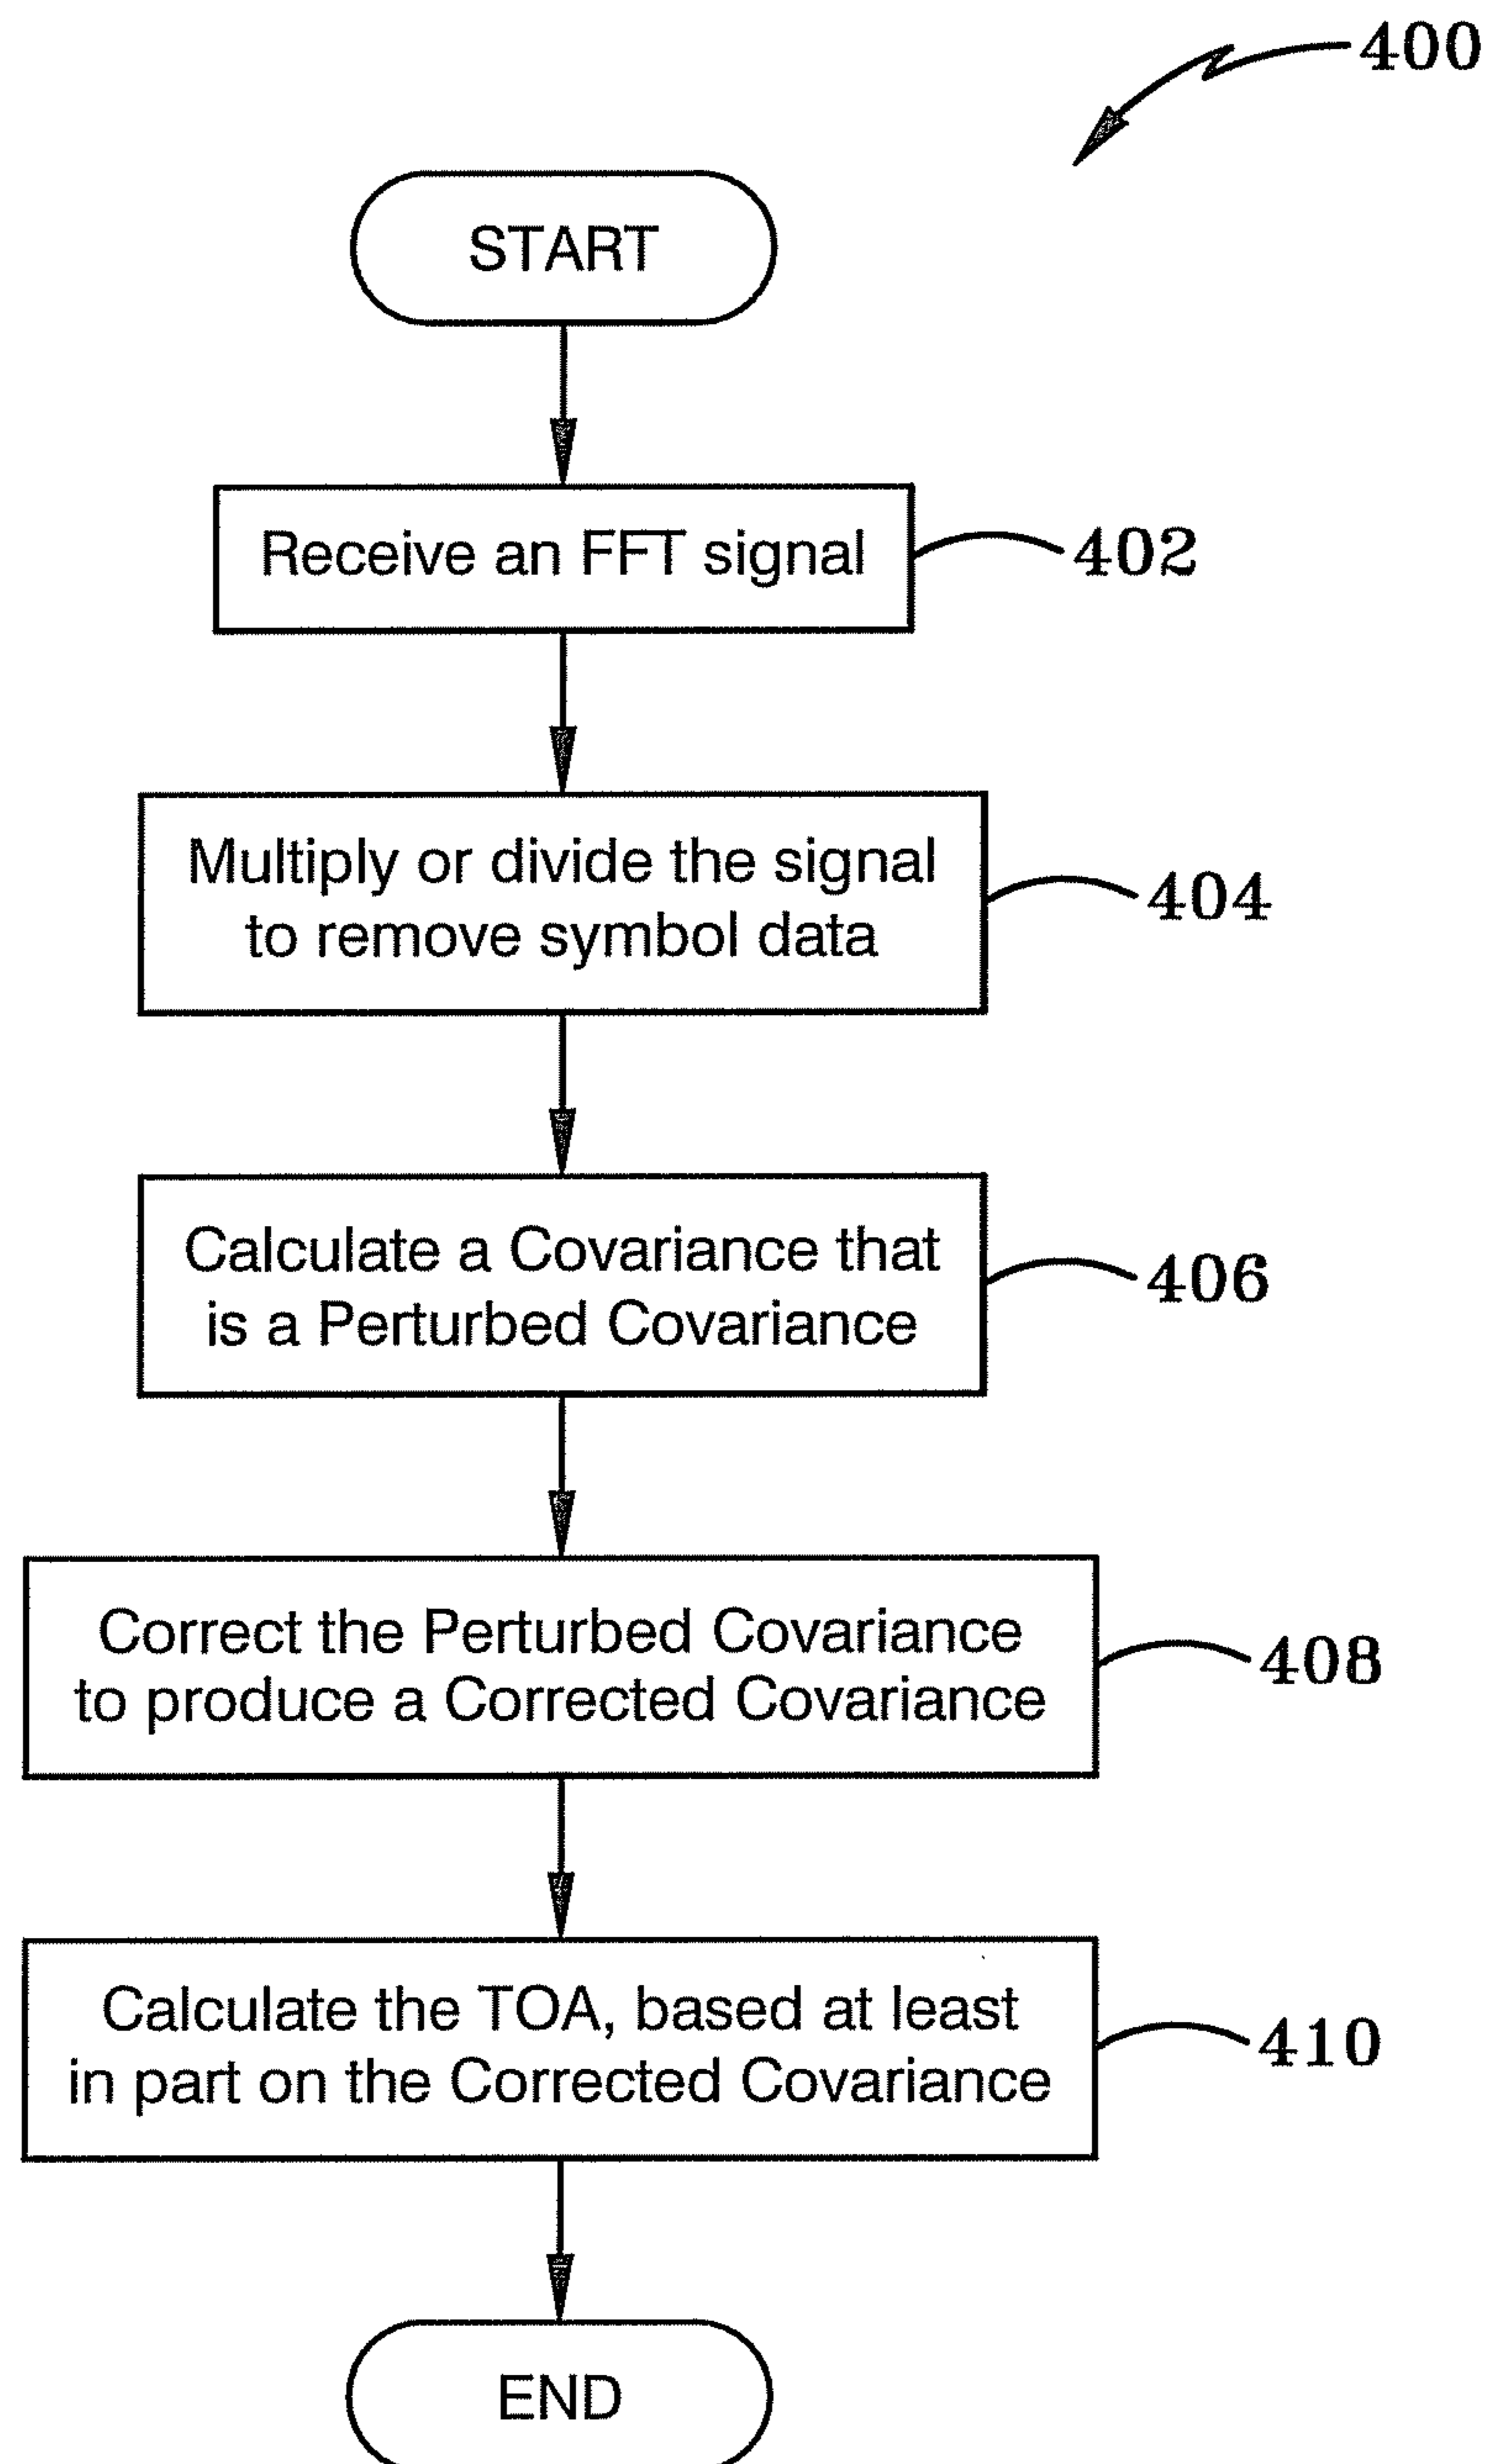 400
START
Receive an FFT signal
402
Multiply or divide the signal
to remove symbol data
404
Calculate a Covariance that
is a Perturbed Covariance
406
Correct the Perturbed Covariance
to produce a Corrected Covariance
408
Calculate the TOA, based at least
in part on the Corrected Covariance
410
END